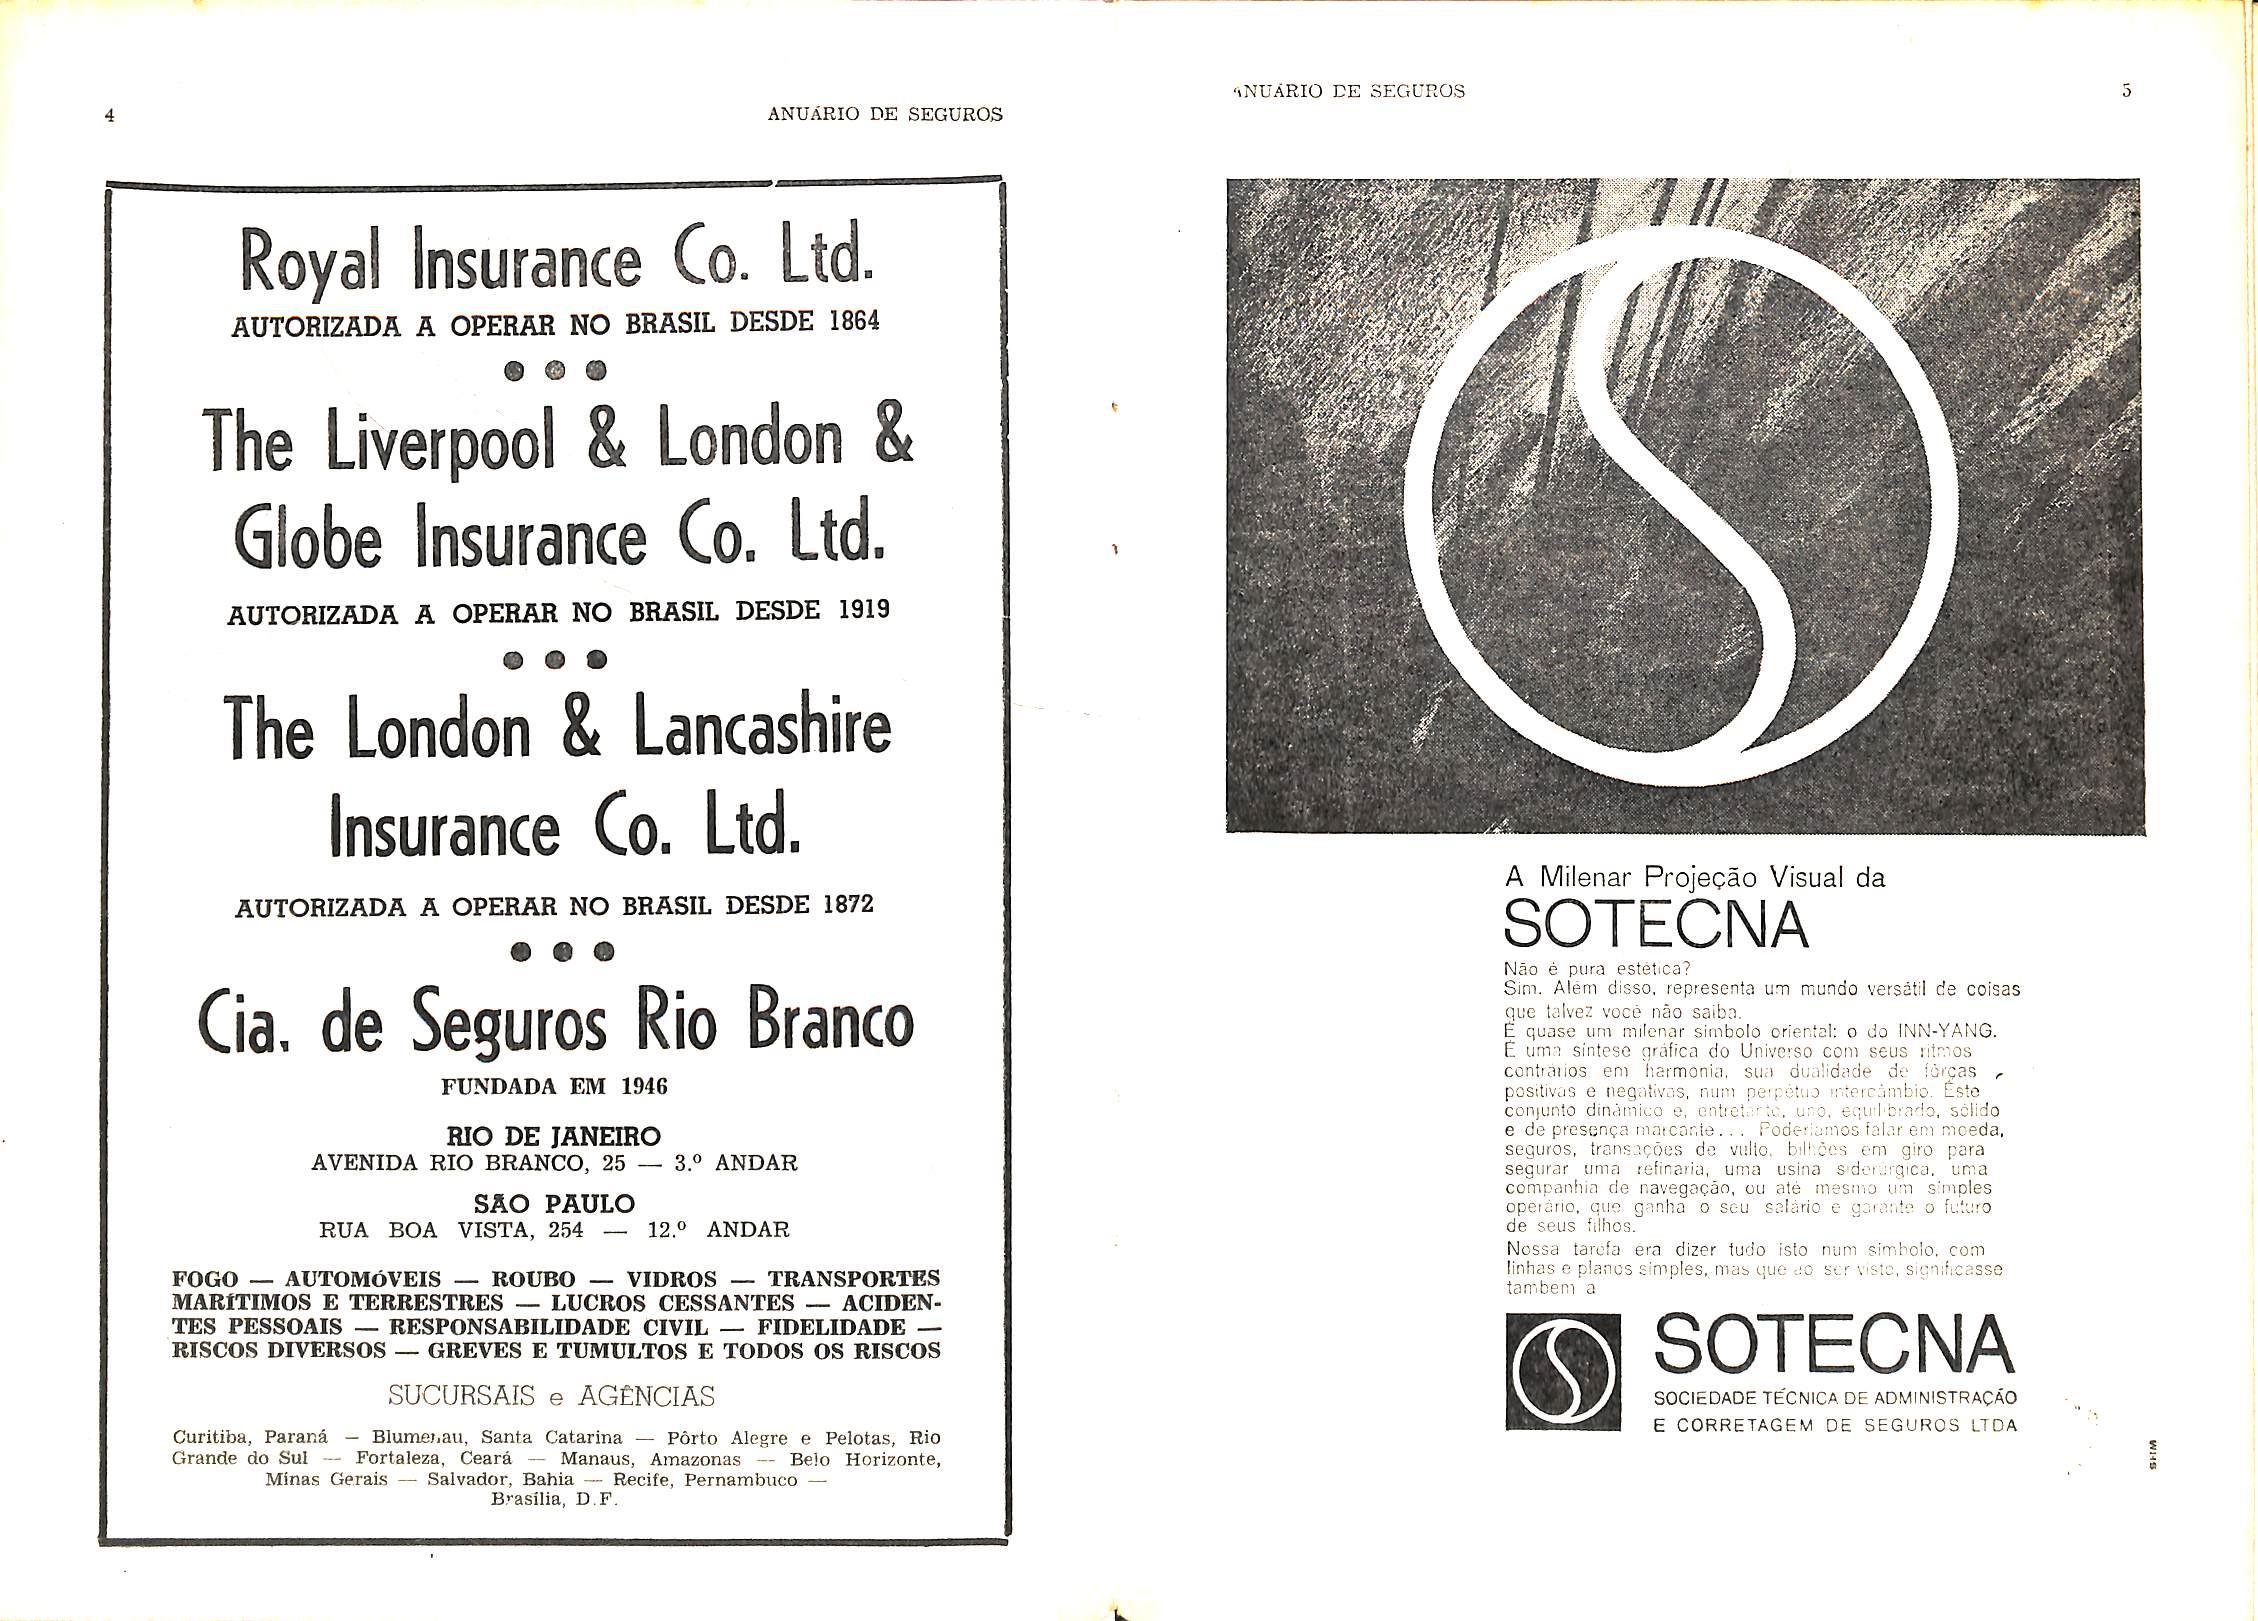 4
ANUÁRIO DE SEGUROS
Royal Insurance Co. Ltd.
AUTORIZADA A OPERAR NO BRASIL DESDE 1864
The Liverpool & London &
Globe Insurance Co. Ltd.
AUTORIZADA A OPERAR NO BRASIL DESDE 1919
The London & Lancashire
Insurance Co. Ltd.
AUTORIZADA A OPERAR NO BRASIL DESDE 1872
Cia. de Seguros Rio Branco
FUNDADA EM 1946
RIO DE JANEIRO
AVENIDA RIO BRANCO, 25 — 3.º ANDAR
SÃO PAULO
RUA BOA VISTA, 254 — 12.º ANDAR
FOGO — AUTOMÓVEIS — ROUBO — VIDROS — TRANSPORTES
MARÍTIMOS E TERRESTRES — LUCROS CESSANTES — ACIDEN-
TES PESSOAIS — RESPONSABILIDADE CIVIL — FIDELIDADE —
RISCOS DIVERSOS — GREVES E TUMULTOS E TODOS OS RISCOS
SUCURSAIS e AGÊNCIAS
Curitiba, Paraná — Blumenau, Santa Catarina — Pôrto Alegre e Pelotas, Rio
Grande do Sul — Fortaleza, Ceará — Manaus, Amazonas — Belo Horizonte,
Minas Gerais — Salvador, Bahia — Recife, Pernambuco —
Brasília, D.F.
ANUÁRIO DE SEGUROS
5
A Milenar Projeção Visual da
SOTECNA
Não é pura estética?
Sim. Além disso, representa um mundo versátil de coisas
que talvez você não saiba.
É quase um milenar símbolo oriental: o do INN-YANG.
É uma síntese gráfica do Universo com seus ritmos
contrários em harmonia, sua dualidade de fôrças
positivas e negativas, num perpétuo intercâmbio. Êste
conjunto dinâmico e, entretanto, uno, equilibrado, sólido
e de presença marcante... Poderíamos falar em moeda,
seguros, transações de vulto, bilhões em giro para
segurar uma refinaria, uma usina siderúrgica, uma
companhia de navegação, ou até mesmo um simples
operário, que ganha o seu salário e garante o futuro
de seus filhos.
Nossa tarefa era dizer tudo isto num símbolo, com
linhas e planos simples, mas que ao ser visto, significasse
também a
SOTECNA
SOCIEDADE TÉCNICA DE ADMINISTRAÇÃO
E CORRETAGEM DE SEGUROS LTDA